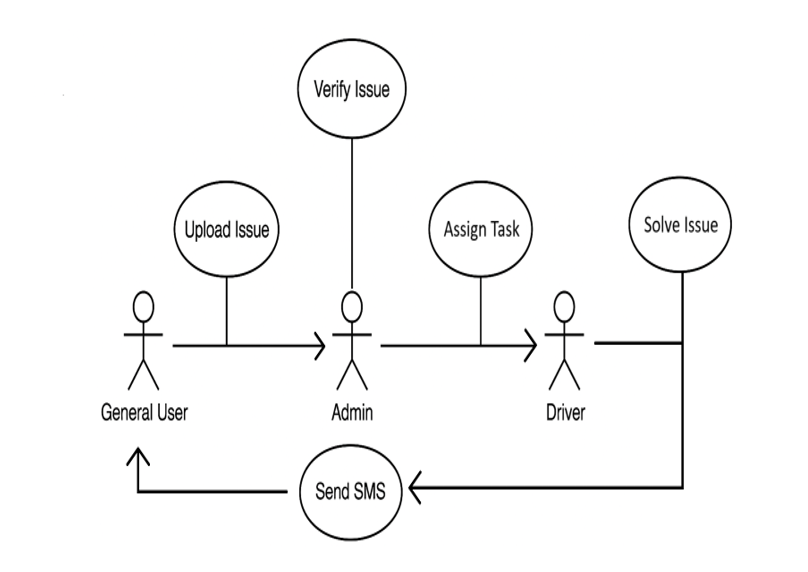 Verify Issue
Upload Issue
Assign Task
Solve Issue
General User
Admin
Driver
Send SMS